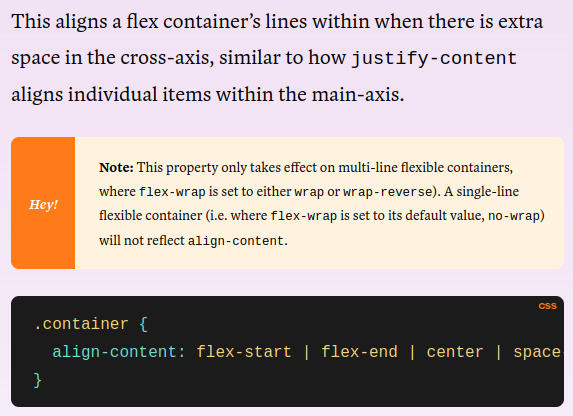 This aligns a flex container’s lines within when there is extra
space in the cross-axis, similar to how justify-content
aligns individual items within the main-axis.
Hey!
Note: This property only takes effect on multi-line flexible containers,
where flex-wrap is set to either wrap or wrap-reverse). A single-line
flexible container (i.e. where flex-wrap is set to its default value, no-wrap)
will not reflect align-content.
CSS
.container {
  align-content: flex-start | flex-end | center | space-
}